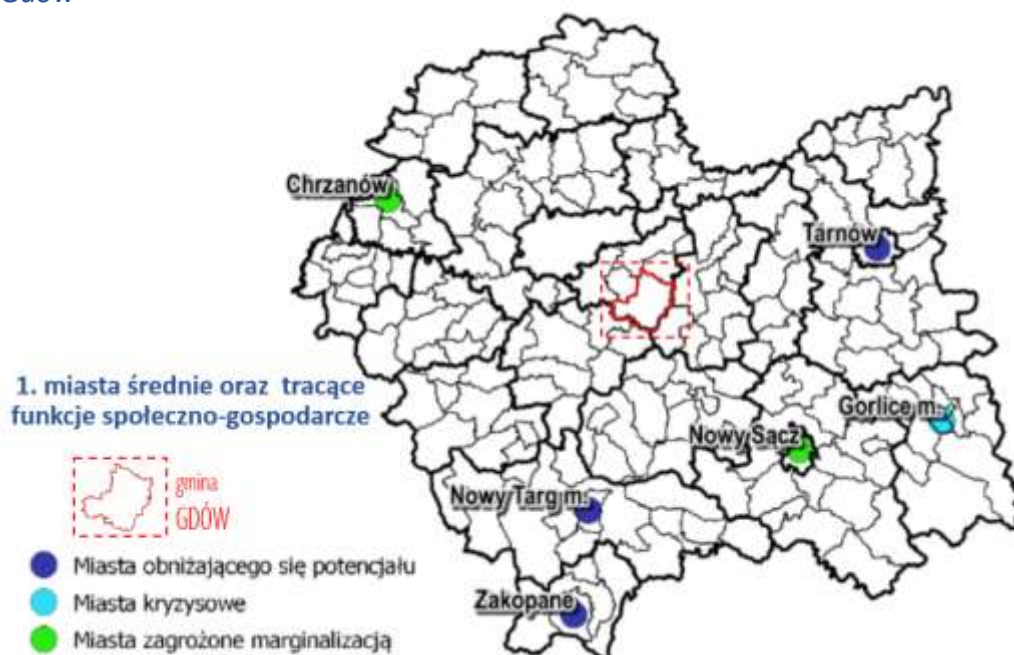 Gdów
Chrzanów
Tarnów
1. miasta średnie oraz tracące
funkcje społeczno-gospodarcze
Gorlice m.
Nowy Sącz
gmina
GDÓW
Nowy Targ m.
Miasta obniżającego się potencjału
Miasta kryzysowe
Zakopane
Miasta zagrożone marginalizacją